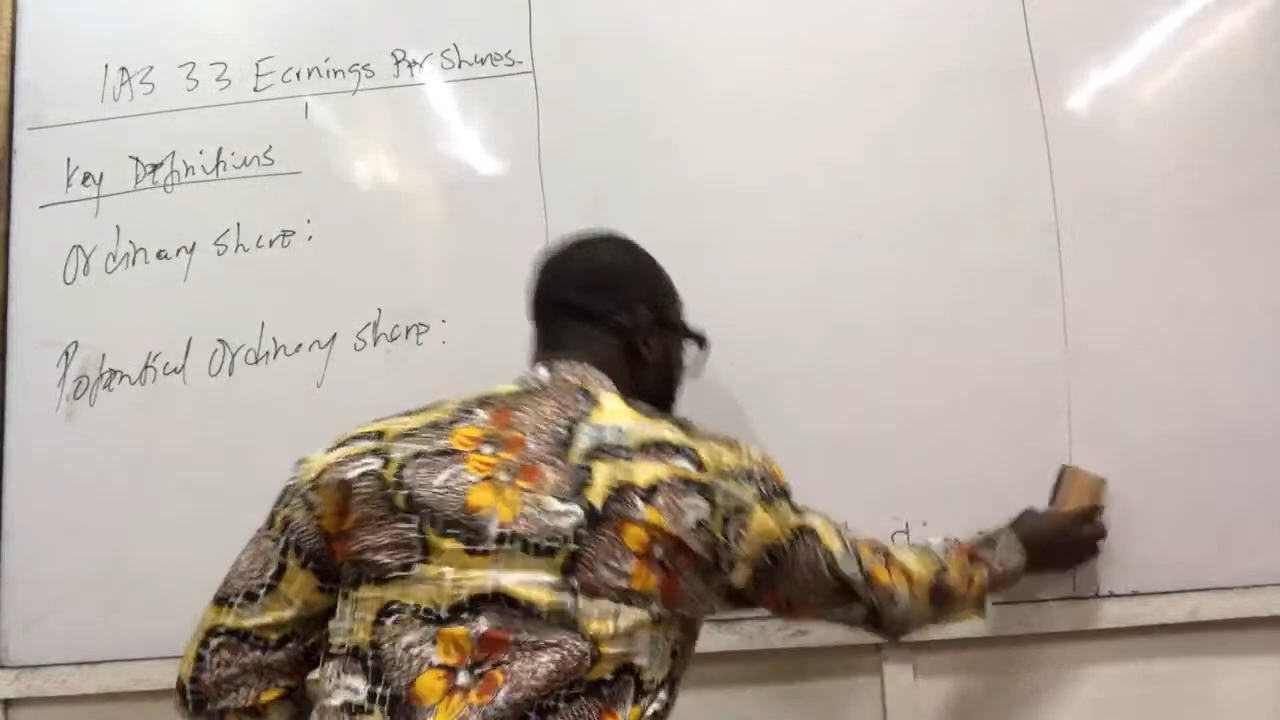 IAS 33 Earnings Per Shares.
Key Definitions
Ordinary share:
Potential Ordinary share: